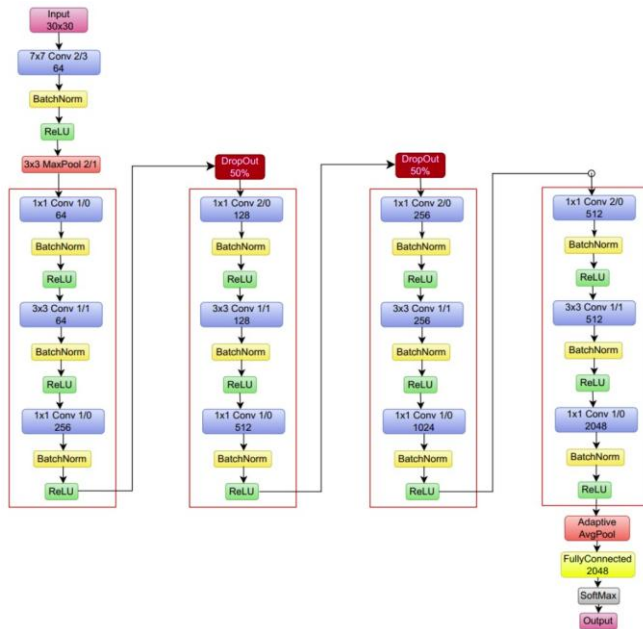 Input
30x30
7x7 Conv 2/3
64
BatchNorm
ReLU
3x3 MaxPool 2/1
1x1 Conv 1/0
64
BatchNorm
ReLU
3x3 Conv 1/1
64
BatchNorm
ReLU
1x1 Conv 1/0
256
BatchNorm
ReLU
DropOut
50%
1x1 Conv 2/0
128
BatchNorm
ReLU
3x3 Conv 1/1
128
BatchNorm
ReLU
1x1 Conv 1/0
512
BatchNorm
ReLU
DropOut
50%
1x1 Conv 2/0
256
BatchNorm
ReLU
3x3 Conv 1/1
256
BatchNorm
ReLU
1x1 Conv 1/0
1024
BatchNorm
ReLU
1x1 Conv 2/0
512
BatchNorm
ReLU
3x3 Conv 1/1
512
BatchNorm
ReLU
1x1 Conv 1/0
2048
BatchNorm
ReLU
Adaptive
AvgPool
FullyConnected
2048
SoftMax
Output